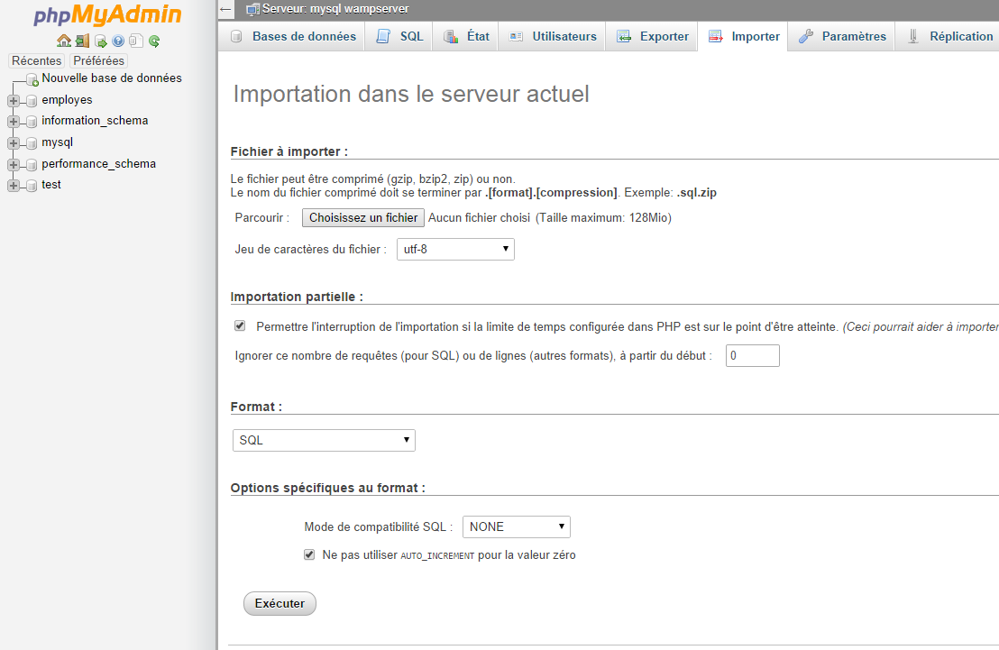 phpMyAdmin
Récentes Préférées
Nouvelle base de données
employes
information_schema
mysql
performance_schema
test
Serveur: mysql wampserver
Bases de données SQL État Utilisateurs Exporter Importer Paramètres Réplication
Importation dans le serveur actuel
Fichier à importer :
Le fichier peut être comprimé (gzip, bzip2, zip) ou non.
Le nom du fichier comprimé doit se terminer par .[format].[compression]. Exemple: .sql.zip
Parcourir : Choisissez un fichier Aucun fichier choisi (Taille maximum: 128Mio)
Jeu de caractères du fichier : utf-8
Importation partielle :
Permettre l'interruption de l'importation si la limite de temps configurée dans PHP est sur le point d'être atteinte. (Ceci pourrait aider à importer
Ignorer ce nombre de requêtes (pour SQL) ou de lignes (autres formats), à partir du début : 0
Format :
SQL
Options spécifiques au format :
Mode de compatibilité SQL : NONE
Ne pas utiliser AUTO_INCREMENT pour la valeur zéro
Exécuter